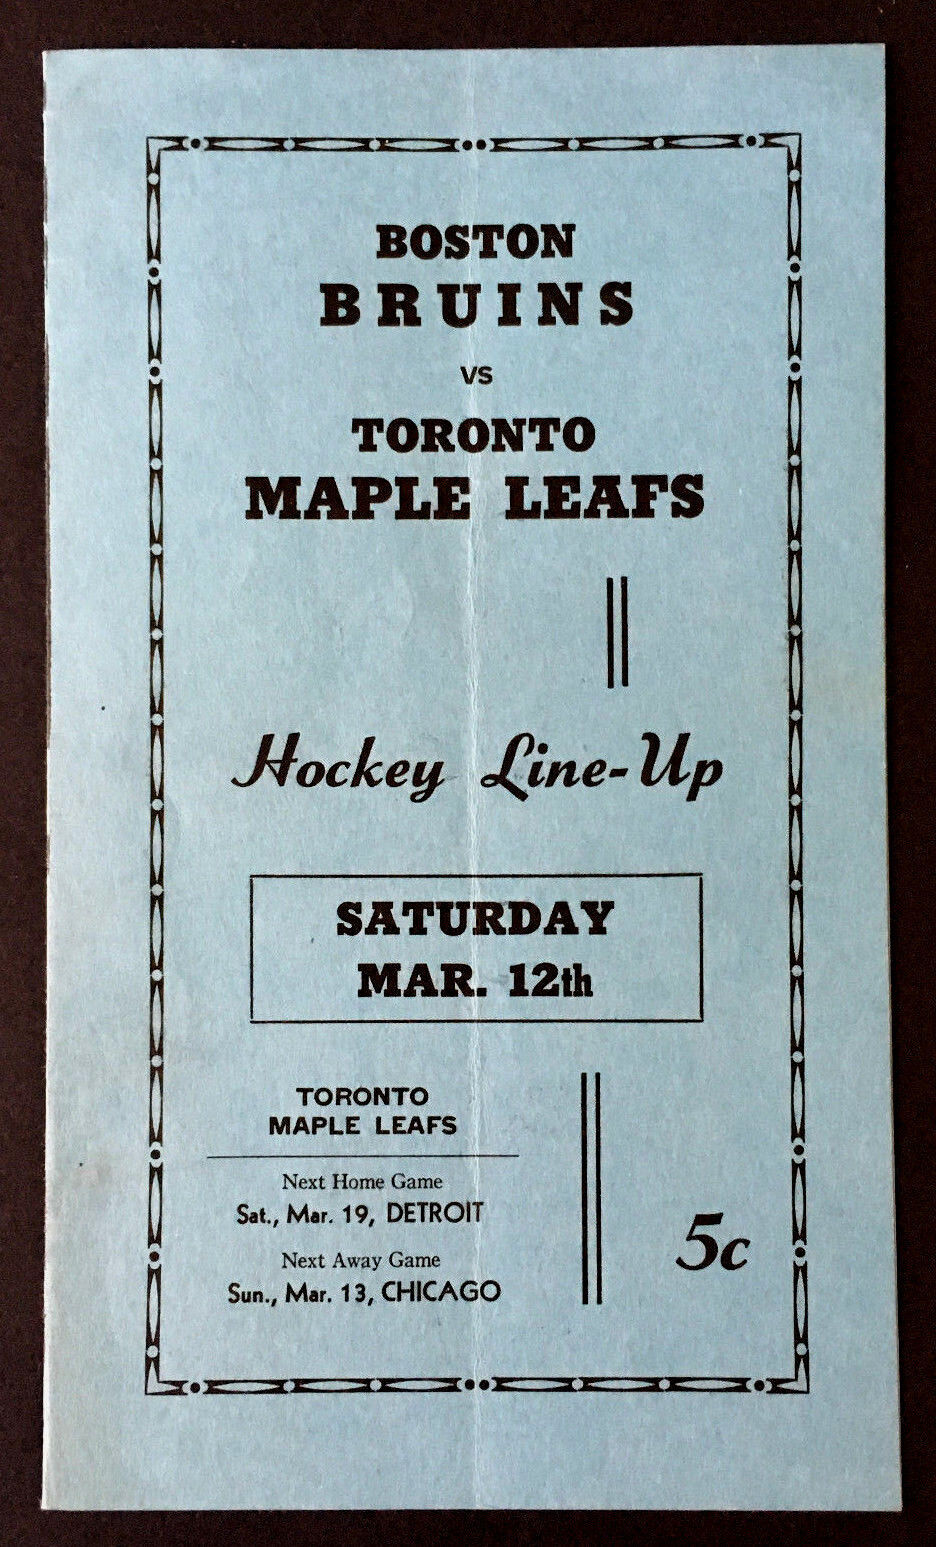 BOSTON
BRUINS
VS
TORONTO
MAPLE LEAFS
Hockey Line-Up
SATURDAY
MAR. 12th
TORONTO
MAPLE LEAFS
Next Home Game
Sat., Mar. 19, DETROIT
Next Away Game
Sun., Mar. 13, CHICAGO
5c